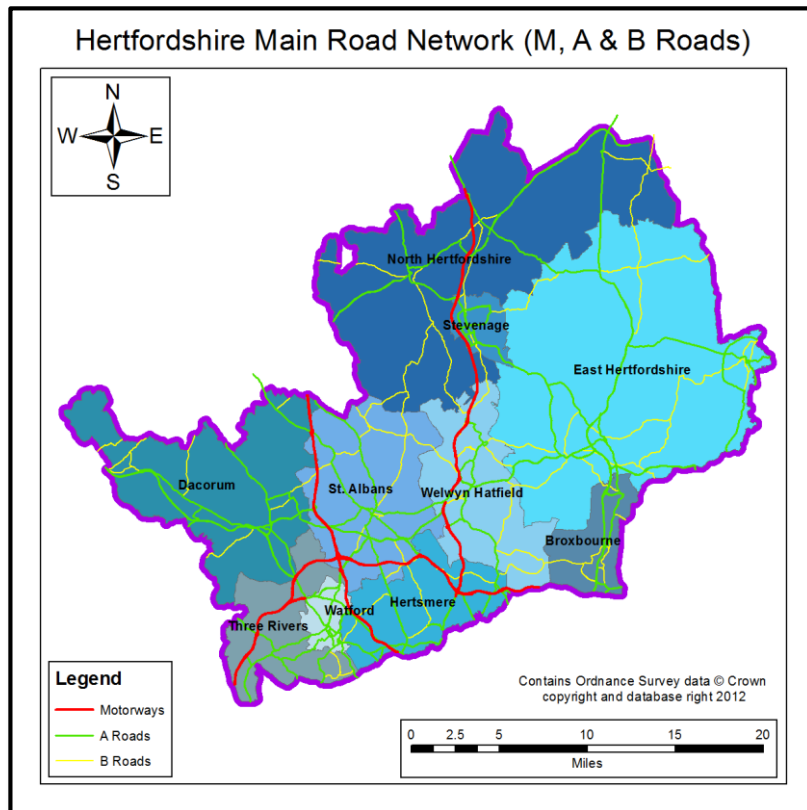 Hertfordshire Main Road Network (M, A & B Roads)
N
W E
S
North Hertfordshire
Stevenage
East Hertfordshire
Dacorum
St. Albans
Welwyn Hatfield
Broxbourne
Hertsmere
Watford
Three Rivers
Legend
Motorways
A Roads
B Roads
Contains Ordnance Survey data © Crown
copyright and database right 2012
0 2.5 5 10 15 20
Miles